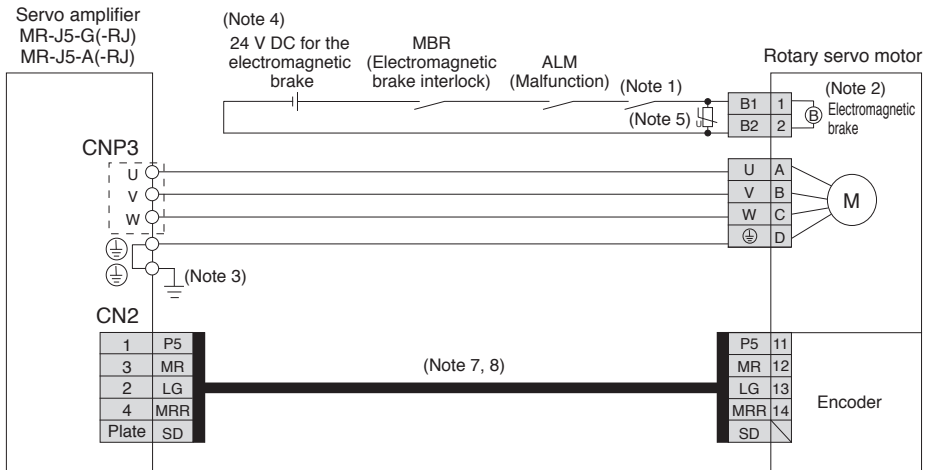 Servo amplifier
MR-J5-G(-RJ)
MR-J5-A(-RJ)
(Note 4)
24 V DC for the
electromagnetic
brake
MBR
(Electromagnetic
brake interlock)
ALM
(Malfunction)
(Note 1)
(Note 5)
U
Rotary servo motor
B1 1
B2 2
(Note 2)
B
Electromagnetic
brake
CNP3
U
V
W
(Note 3)
U A
V B
W C
D
M
CN2
1 P5
3 MR
2 LG
4 MRR
Plate SD
(Note 7, 8)
P5 11
MR 12
LG 13
MRR 14
SD
Encoder